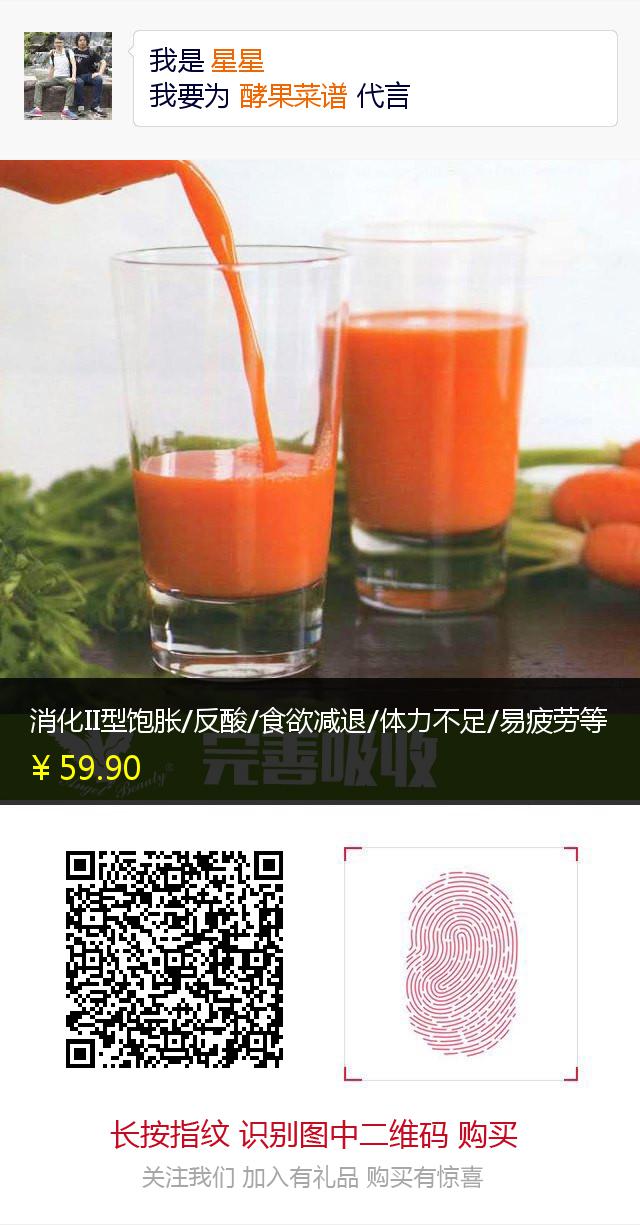 我是 星星
我要为 酵果菜谱 代言
消化II型饱胀/反酸/食欲减退/体力不足/易疲劳等
¥ 59.90
完善吸收
Angel Beauty®
长按指纹 识别图中二维码 购买
关注我们 加入有礼品 购买有惊喜